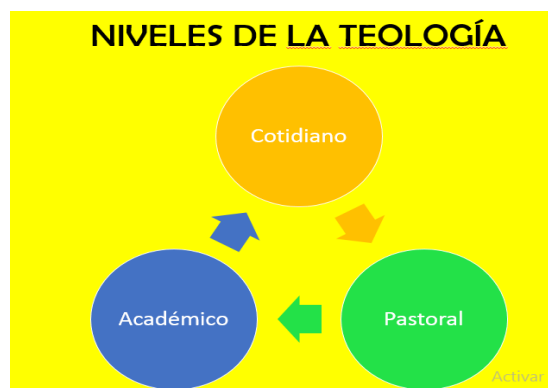 NIVELES DE LA TEOLOGÍA
Cotidiano
Académico
Pastoral
Activar